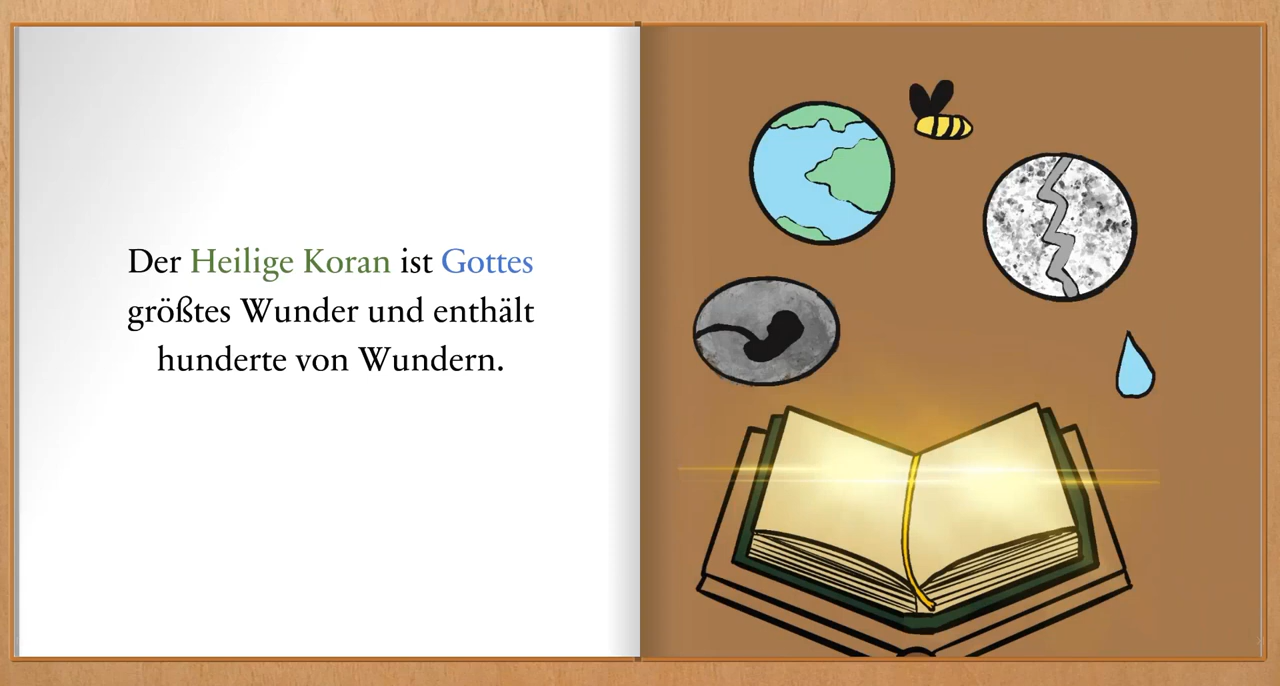 Der Heilige Koran ist Gottes
größtes Wunder und enthält
hunderte von Wundern.